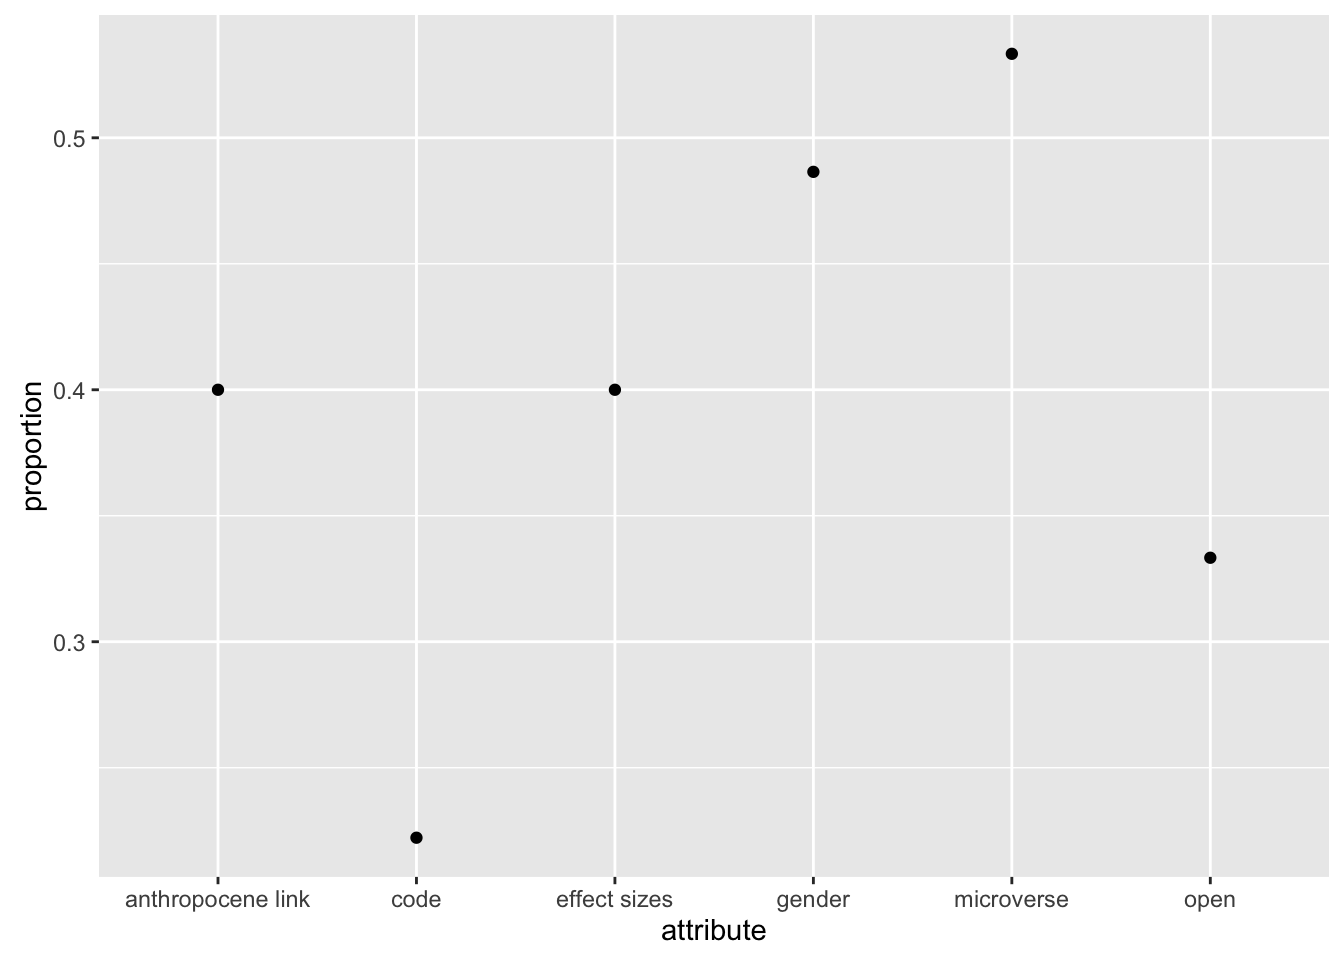 proportion
0.5
0.4
0.3
anthropocene link code effect sizes gender microverse open
attribute